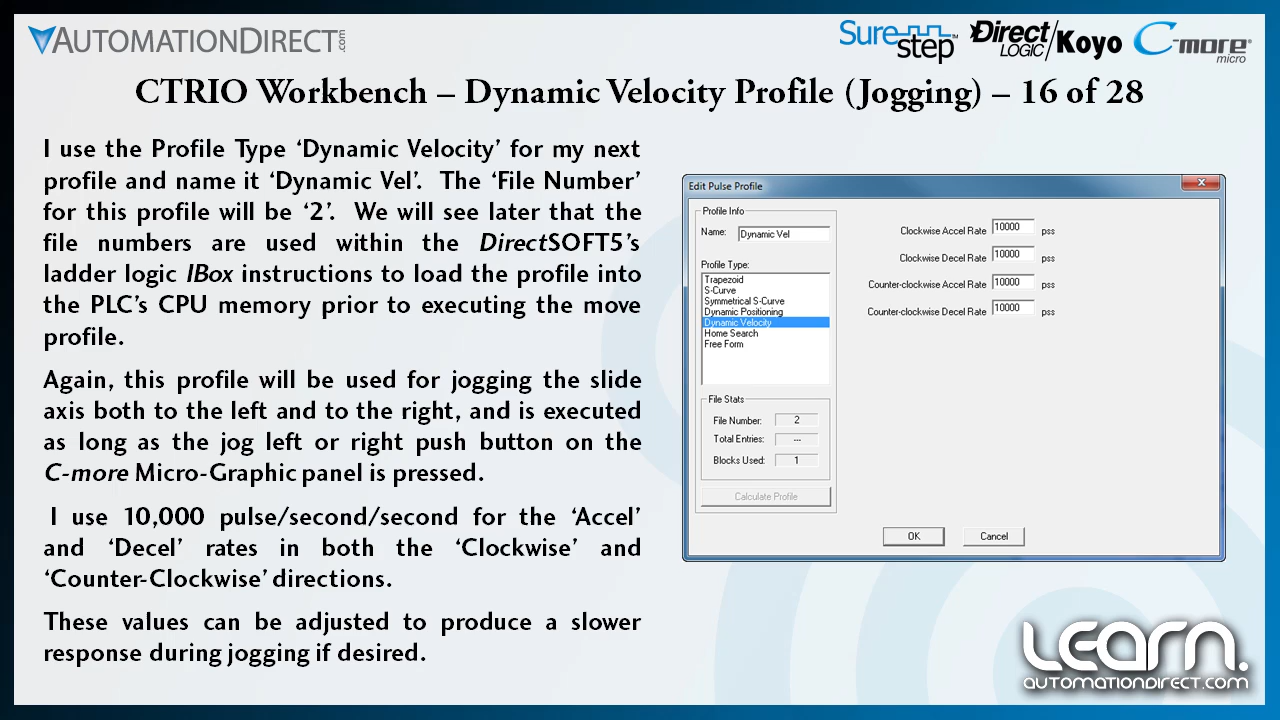 AUTOMATIONDIRECT.com
SureStep™ Direct LOGIC/Koyo C-more micro
CTRIO Workbench – Dynamic Velocity Profile (Jogging) – 16 of 28
I use the Profile Type ‘Dynamic Velocity’ for my next
profile and name it ‘Dynamic Vel’. The ‘File Number’
for this profile will be ‘2’. We will see later that the
file numbers are used within the DirectSOFT5’s
ladder logic IBox instructions to load the profile into
the PLC’s CPU memory prior to executing the move
profile.
Again, this profile will be used for jogging the slide
axis both to the left and to the right, and is executed
as long as the jog left or right push button on the
C-more Micro-Graphic panel is pressed.
I use 10,000 pulse/second/second for the ‘Accel’
and ‘Decel’ rates in both the ‘Clockwise’ and
‘Counter-Clockwise’ directions.
These values can be adjusted to produce a slower
response during jogging if desired.
Edit Pulse Profile
Profile Info
Name: Dynamic Vel
Profile Type:
Trapezoid
S-Curve
Symmetrical S-Curve
Dynamic Positioning
Dynamic Velocity
Home Search
Free Form
File Stats
File Number: 2
Total Entries: ---
Blocks Used: 1
Calculate Profile
Clockwise Accel Rate 10000 pss
Clockwise Decel Rate 10000 pss
Counter-clockwise Accel Rate 10000 pss
Counter-clockwise Decel Rate 10000 pss
OK Cancel
LEARN.
AUTOMATIONDIRECT.COM